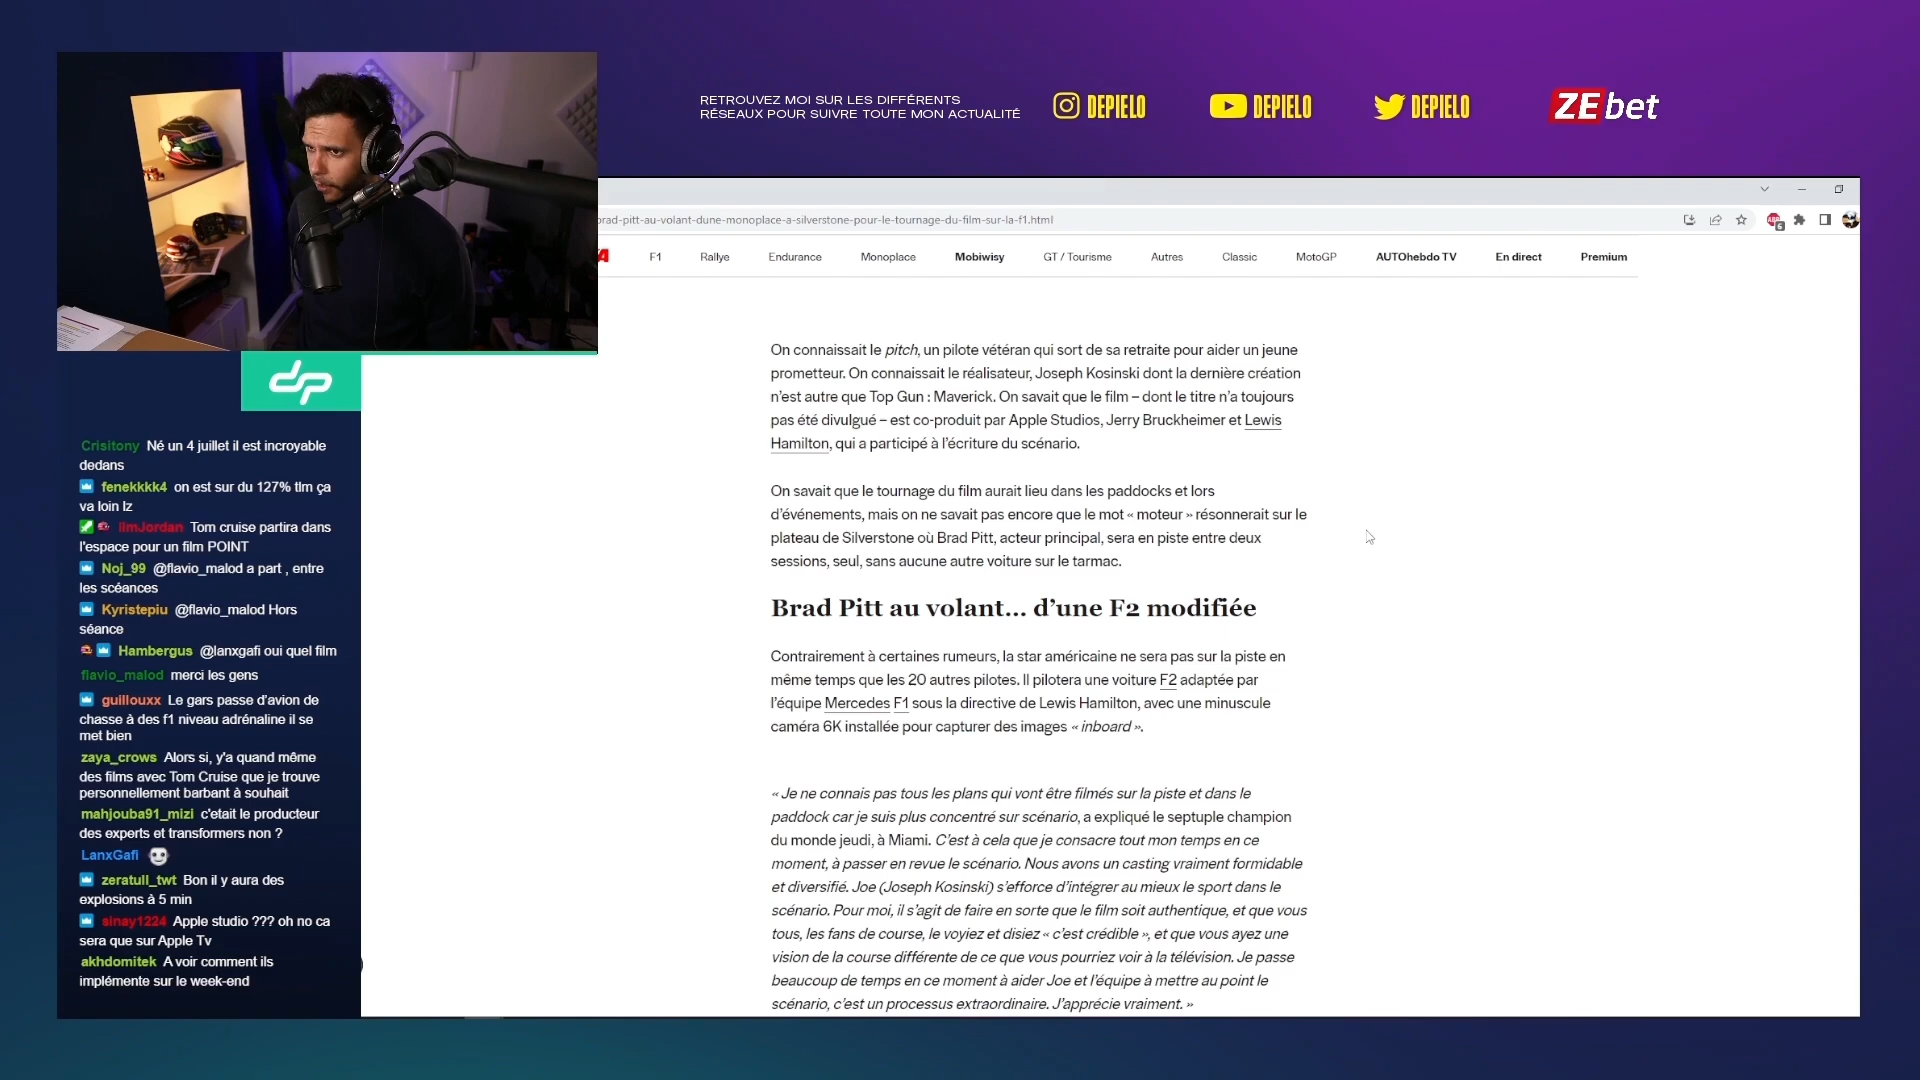 RETROUVEZ MOI SUR LES DIFFÉRENTS
RÉSEAUX POUR SUIVRE TOUTE MON ACTUALITÉ
DEPIELO
DEPIELO
DEPIELO
ZEbet
brad-pitt-au-volant-dune-monoplace-a-silverstone-pour-le-tournage-du-film-sur-la-f1.html
F1
Rallye
Endurance
Monoplace
Mobiwisy
GT / Tourisme
Autres
Classic
MotoGP
AUTOhebdo TV
En direct
Premium
dp
Crisitony Né un 4 juillet il est incroyable
dedans
fenekkkk4 on est sur du 127% tlm ça
va loin lz
IImJordan Tom cruise partira dans
l'espace pour un film POINT
Noj_99 @flavio_malod a part , entre
les scéances
Kyristepiu @flavio_malod Hors
séance
Hambergus @lanxgafi oui quel film
flavio_malod merci les gens
guillouxx Le gars passe d'avion de
chasse à des f1 niveau adrénaline il se
met bien
zaya_crows Alors si, y'a quand même
des films avec Tom Cruise que je trouve
personnellement barbant à souhait
mahjouba91_mizi c'etait le producteur
des experts et transformers non ?
LanxGafi
zeratull_twt Bon il y aura des
explosions à 5 min
sinay1224 Apple studio ??? oh no ca
sera que sur Apple Tv
akhdomitek A voir comment ils
implémente sur le week-end
On connaissait le pitch, un pilote vétéran qui sort de sa retraite pour aider un jeune
prometteur. On connaissait le réalisateur, Joseph Kosinski dont la dernière création
n'est autre que Top Gun : Maverick. On savait que le film – dont le titre n'a toujours
pas été divulgué – est co-produit par Apple Studios, Jerry Bruckheimer et Lewis
Hamilton, qui a participé à l'écriture du scénario.
On savait que le tournage du film aurait lieu dans les paddocks et lors
d'événements, mais on ne savait pas encore que le mot « moteur » résonnerait sur le
plateau de Silverstone où Brad Pitt, acteur principal, sera en piste entre deux
sessions, seul, sans aucune autre voiture sur le tarmac.
Brad Pitt au volant… d'une F2 modifiée
Contrairement à certaines rumeurs, la star américaine ne sera pas sur la piste en
même temps que les 20 autres pilotes. Il pilotera une voiture F2 adaptée par
l'équipe Mercedes F1 sous la directive de Lewis Hamilton, avec une minuscule
caméra 6K installée pour capturer des images « inboard ».
« Je ne connais pas tous les plans qui vont être filmés sur la piste et dans le
paddock car je suis plus concentré sur scénario, a expliqué le septuple champion
du monde jeudi, à Miami. C'est à cela que je consacre tout mon temps en ce
moment, à passer en revue le scénario. Nous avons un casting vraiment formidable
et diversifié. Joe (Joseph Kosinski) s'efforce d'intégrer au mieux le sport dans le
scénario. Pour moi, il s'agit de faire en sorte que le film soit authentique, et que vous
tous, les fans de course, le voyiez et disiez « c'est crédible », et que vous ayez une
vision de la course différente de ce que vous pourriez voir à la télévision. Je passe
beaucoup de temps en ce moment à aider Joe et l'équipe à mettre au point le
scénario, c'est un processus extraordinaire. J'apprécie vraiment. »